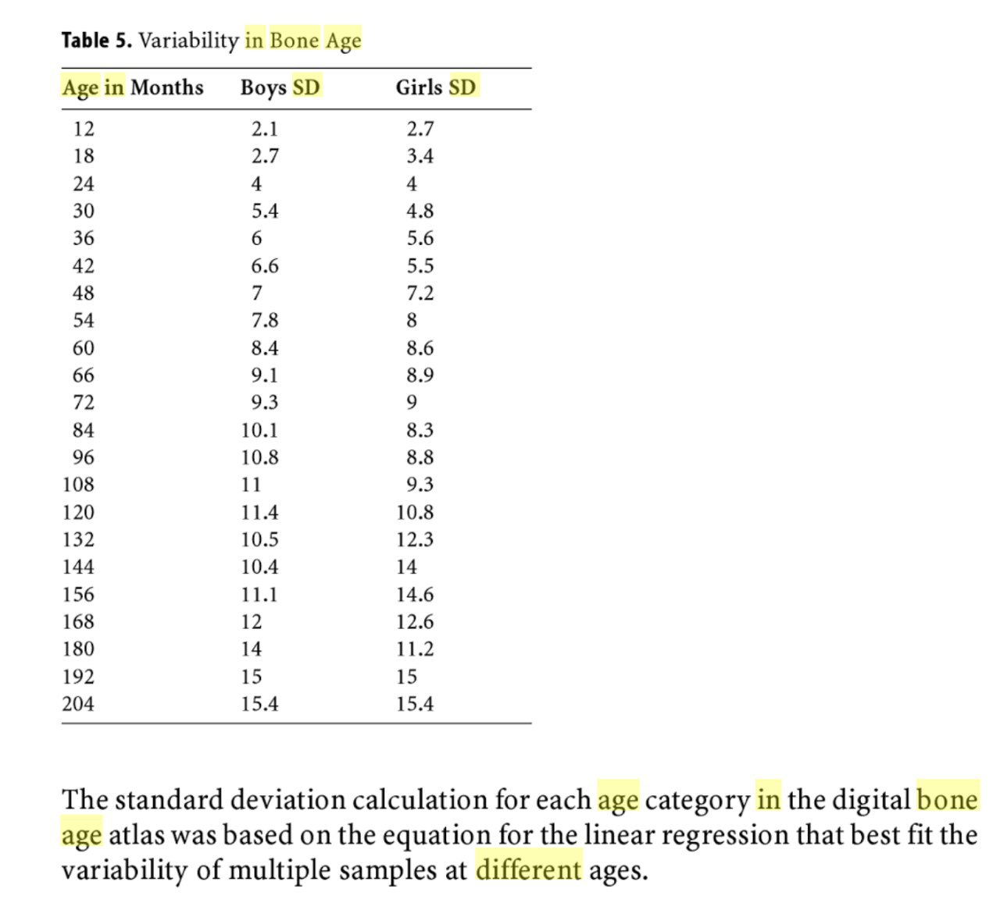 Table 5. Variability in Bone Age
Age in Months Boys SD Girls SD
12 2.1 2.7
18 2.7 3.4
24 4 4
30 5.4 4.8
36 6 5.6
42 6.6 5.5
48 7 7.2
54 7.8 8
60 8.4 8.6
66 9.1 8.9
72 9.3 9
84 10.1 8.3
96 10.8 8.8
108 11 9.3
120 11.4 10.8
132 10.5 12.3
144 10.4 14
156 11.1 14.6
168 12 12.6
180 14 11.2
192 15 15
204 15.4 15.4
The standard deviation calculation for each age category in the digital bone
age atlas was based on the equation for the linear regression that best fit the
variability of multiple samples at different ages.